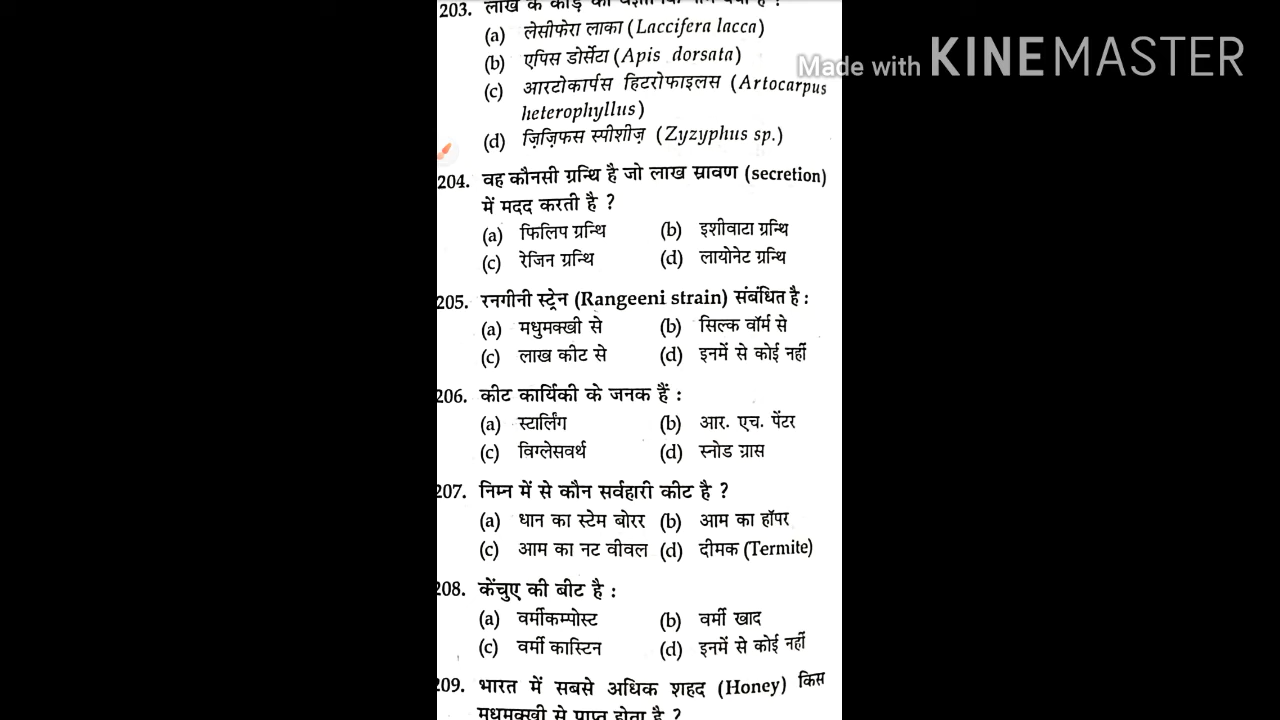 203. लाख के कीड़े का वैज्ञानिक नाम क्या है ?
(a) लेसीफेरा लाका (Laccifera lacca)
(b) एपिस डोर्सेटा (Apis dorsata)
(c) आरटोकार्पस हिटरोफाइलस (Artocarpus
heterophyllus)
(d) ज़िज़िफस स्पीशीज़ (Zyzyphus sp.)
204. वह कौनसी ग्रन्थि है जो लाख स्रावण (secretion)
में मदद करती है ?
(a) फिलिप ग्रन्थि (b) इशीवाटा ग्रन्थि
(c) रेजिन ग्रन्थि (d) लायोनेट ग्रन्थि
205. रनगीनी स्ट्रेन (Rangeeni strain) संबंधित है :
(a) मधुमक्खी से (b) सिल्क वॉर्म से
(c) लाख कीट से (d) इनमें से कोई नहीं
206. कीट कार्यिकी के जनक हैं :
(a) स्टार्लिंग (b) आर. एच. पेंटर
(c) विग्लेसवर्थ (d) स्नोड ग्रास
207. निम्न में से कौन सर्वहारी कीट है ?
(a) धान का स्टेम बोरर (b) आम का हॉपर
(c) आम का नट वीवल (d) दीमक (Termite)
208. केंचुए की बीट है :
(a) वर्मीकम्पोस्ट (b) वर्मी खाद
(c) वर्मी कास्टिन (d) इनमें से कोई नहीं
209. भारत में सबसे अधिक शहद (Honey) किस
मधुमक्खी से प्राप्त होता है ?
Made with KINEMASTER